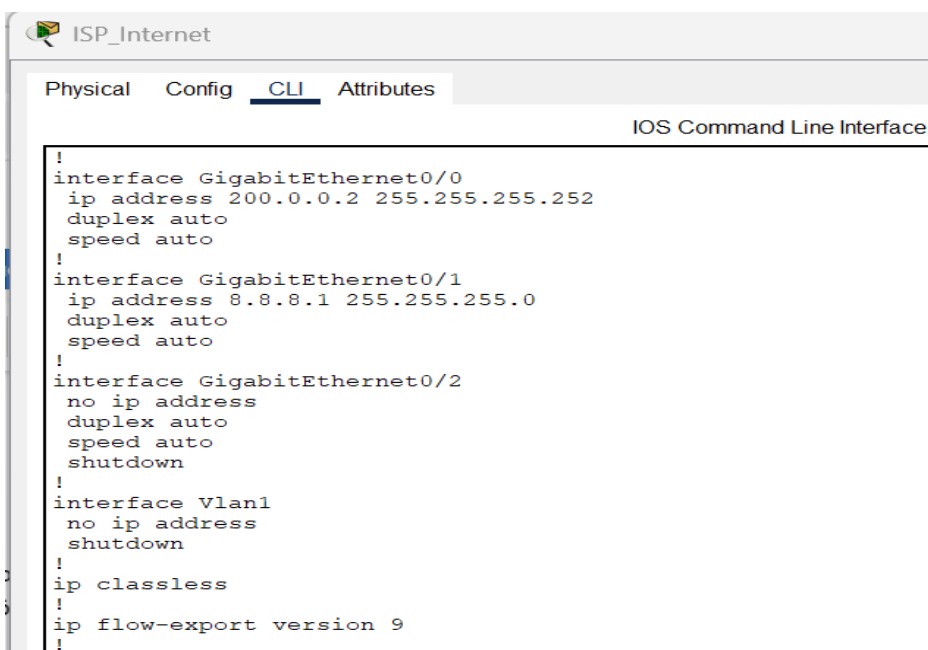 ISP_Internet
Physical Config CLI Attributes
IOS Command Line Interface
!
interface GigabitEthernet0/0
 ip address 200.0.0.2 255.255.255.252
 duplex auto
 speed auto
!
interface GigabitEthernet0/1
 ip address 8.8.8.1 255.255.255.0
 duplex auto
 speed auto
!
interface GigabitEthernet0/2
 no ip address
 duplex auto
 speed auto
 shutdown
!
interface Vlan1
 no ip address
 shutdown
!
ip classless
!
ip flow-export version 9
!